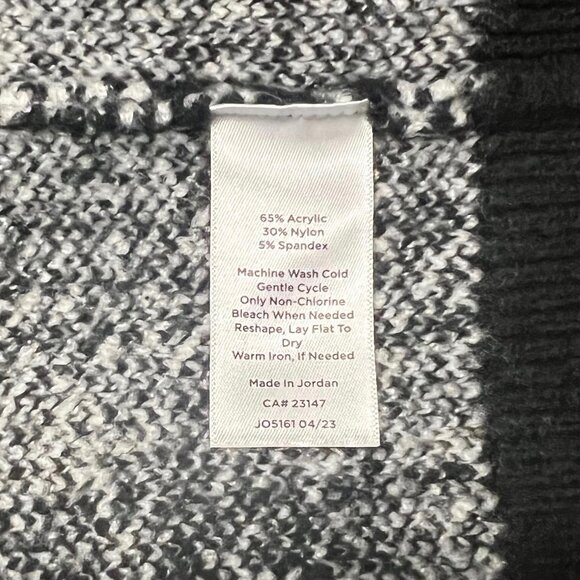 65% Acrylic
30% Nylon
5% Spandex
Machine Wash Cold
Gentle Cycle
Only Non-Chlorine
Bleach When Needed
Reshape, Lay Flat To
Dry
Warm Iron, If Needed
Made In Jordan
CA# 23147
JO5161 04/23